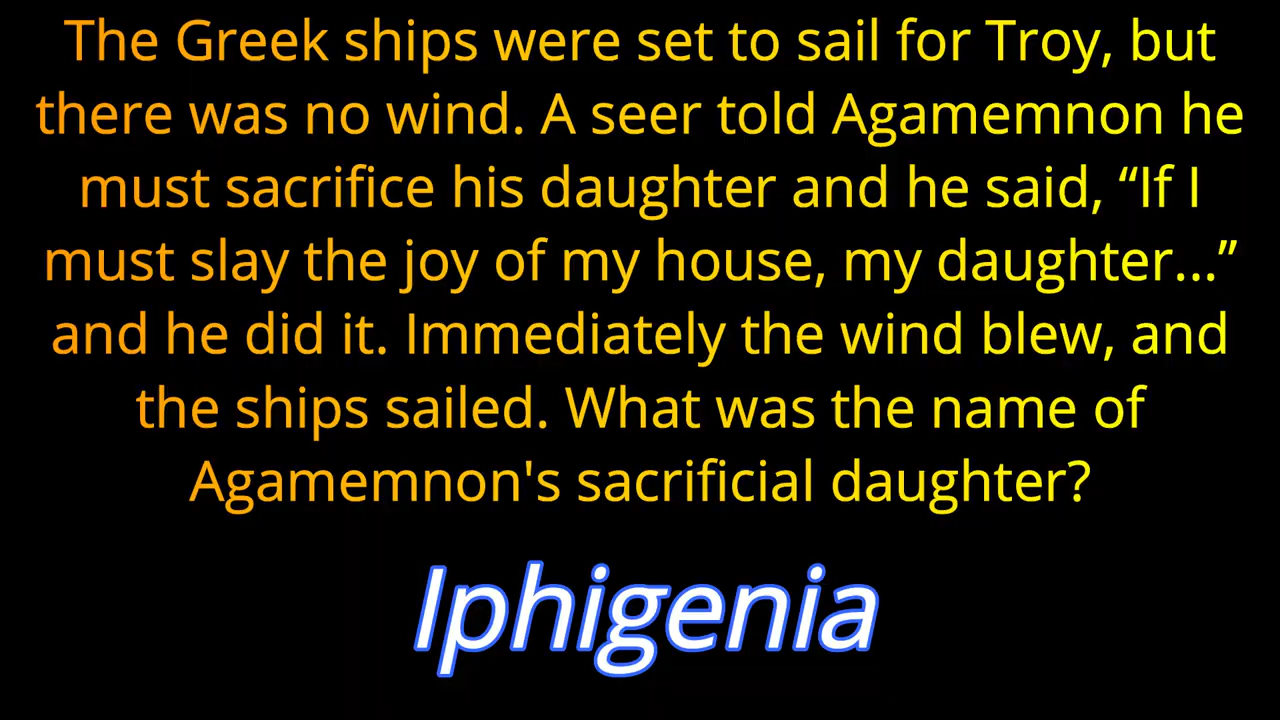 The Greek ships were set to sail for Troy, but
there was no wind. A seer told Agamemnon he
must sacrifice his daughter and he said, “If I
must slay the joy of my house, my daughter...”
and he did it. Immediately the wind blew, and
the ships sailed. What was the name of
Agamemnon's sacrificial daughter?
Iphigenia